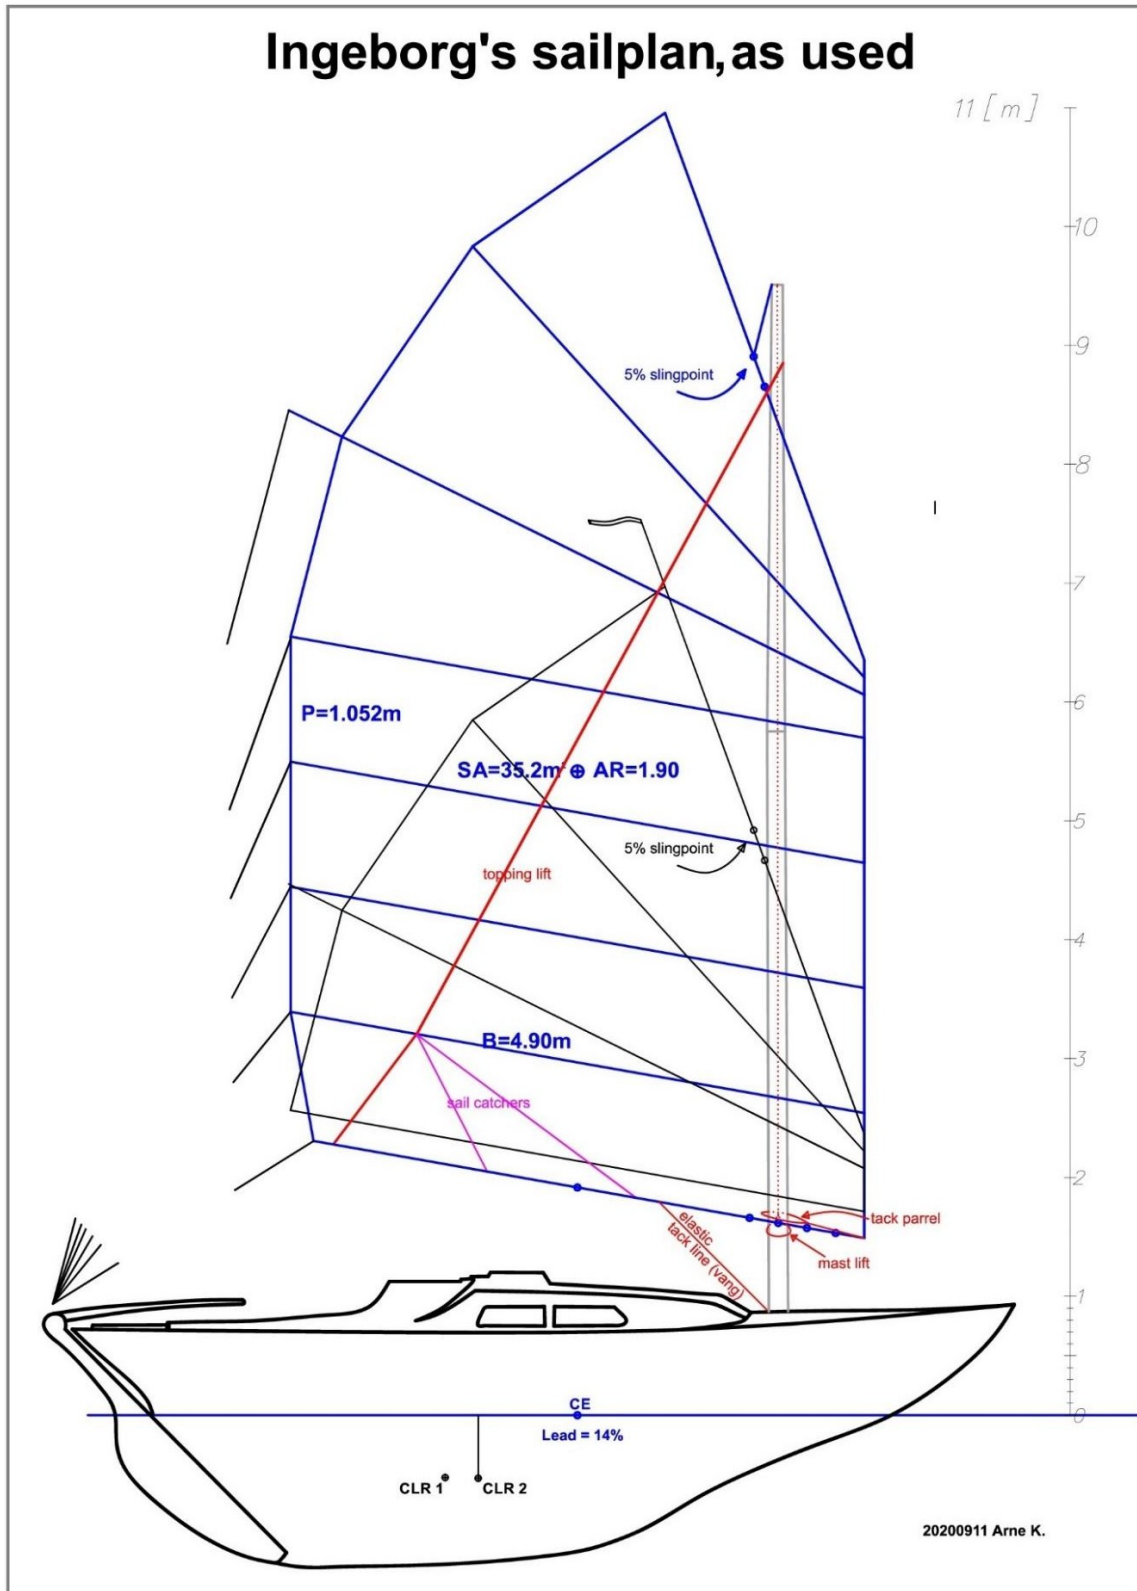 Ingeborg's sailplan, as used
11 [m]
10
9
5% slingpoint
8
7
6
P=1.052m
SA=35.2m² ⊕ AR=1.90
5
5% slingpoint
topping lift
4
B=4.90m
3
sail catchers
2
tack parrel
elastic
tack line (vang)
mast lift
1
CE
0
Lead = 14%
CLR 1
CLR 2
20200911 Arne K.